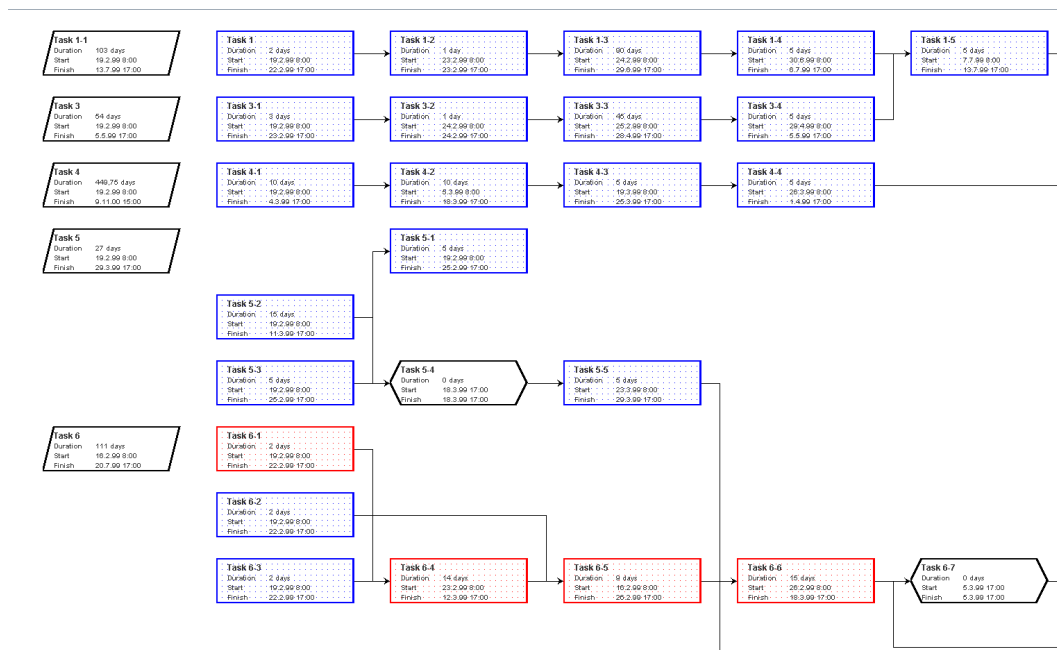 Task 1-1
Duration 103 days
Start 19.2.99 8:00
Finish 13.7.99 17:00
Task 1
Duration 2 days
Start 19.2.99 8:00
Finish 22.2.99 17:00
Task 1-2
Duration 1 day
Start 23.2.99 8:00
Finish 23.2.99 17:00
Task 1-3
Duration 90 days
Start 24.2.99 8:00
Finish 29.6.99 17:00
Task 1-4
Duration 5 days
Start 30.6.99 8:00
Finish 6.7.99 17:00
Task 1-5
Duration 5 days
Start 7.7.99 8:00
Finish 13.7.99 17:00
Task 3
Duration 54 days
Start 19.2.99 8:00
Finish 5.5.99 17:00
Task 3-1
Duration 3 days
Start 19.2.99 8:00
Finish 23.2.99 17:00
Task 3-2
Duration 1 day
Start 24.2.99 8:00
Finish 24.2.99 17:00
Task 3-3
Duration 45 days
Start 25.2.99 8:00
Finish 28.4.99 17:00
Task 3-4
Duration 5 days
Start 29.4.99 8:00
Finish 5.5.99 17:00
Task 4
Duration 449,75 days
Start 19.2.99 8:00
Finish 9.11.00 15:00
Task 4-1
Duration 10 days
Start 19.2.99 8:00
Finish 4.3.99 17:00
Task 4-2
Duration 10 days
Start 5.3.99 8:00
Finish 18.3.99 17:00
Task 4-3
Duration 5 days
Start 19.3.99 8:00
Finish 25.3.99 17:00
Task 4-4
Duration 5 days
Start 26.3.99 8:00
Finish 1.4.99 17:00
Task 5
Duration 27 days
Start 19.2.99 8:00
Finish 29.3.99 17:00
Task 5-1
Duration 5 days
Start 19.2.99 8:00
Finish 25.2.99 17:00
Task 5-2
Duration 15 days
Start 19.2.99 8:00
Finish 11.3.99 17:00
Task 5-3
Duration 5 days
Start 19.2.99 8:00
Finish 25.2.99 17:00
Task 5-4
Duration 0 days
Start 18.3.99 17:00
Finish 18.3.99 17:00
Task 5-5
Duration 5 days
Start 23.3.99 8:00
Finish 29.3.99 17:00
Task 6
Duration 111 days
Start 16.2.99 8:00
Finish 20.7.99 17:00
Task 6-1
Duration 2 days
Start 19.2.99 8:00
Finish 22.2.99 17:00
Task 6-2
Duration 2 days
Start 19.2.99 8:00
Finish 22.2.99 17:00
Task 6-3
Duration 2 days
Start 19.2.99 8:00
Finish 22.2.99 17:00
Task 6-4
Duration 14 days
Start 23.2.99 8:00
Finish 12.3.99 17:00
Task 6-5
Duration 9 days
Start 16.2.99 8:00
Finish 26.2.99 17:00
Task 6-6
Duration 15 days
Start 26.2.99 8:00
Finish 18.3.99 17:00
Task 6-7
Duration 0 days
Start 5.3.99 17:00
Finish 5.3.99 17:00